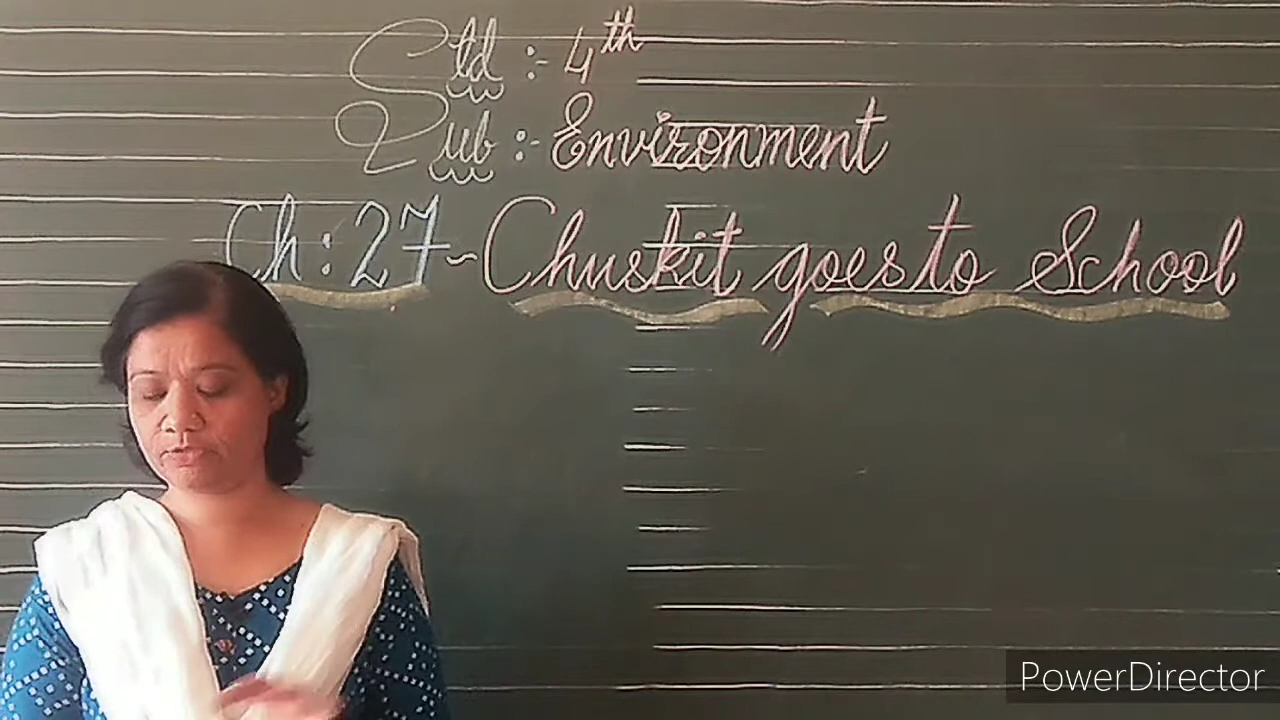 Std :- 4th
Sub :- Environment
Ch : 27 ~ Chuskit goes to School
PowerDirector